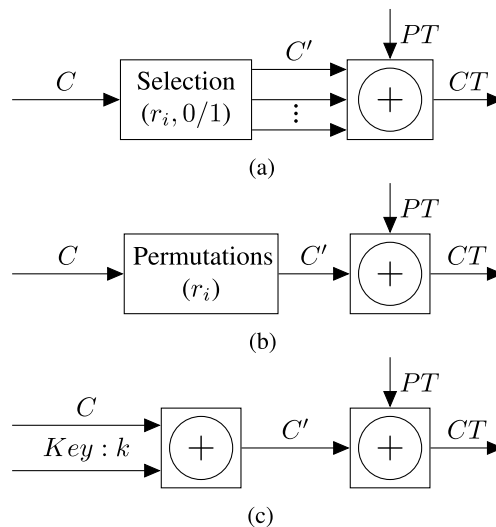 PT
C
Selection
(r_i, 0/1)
C′
⋮
+
CT
(a)
PT
C
Permutations
(r_i)
C′
+
CT
(b)
PT
C
Key : k
+
C′
+
CT
(c)